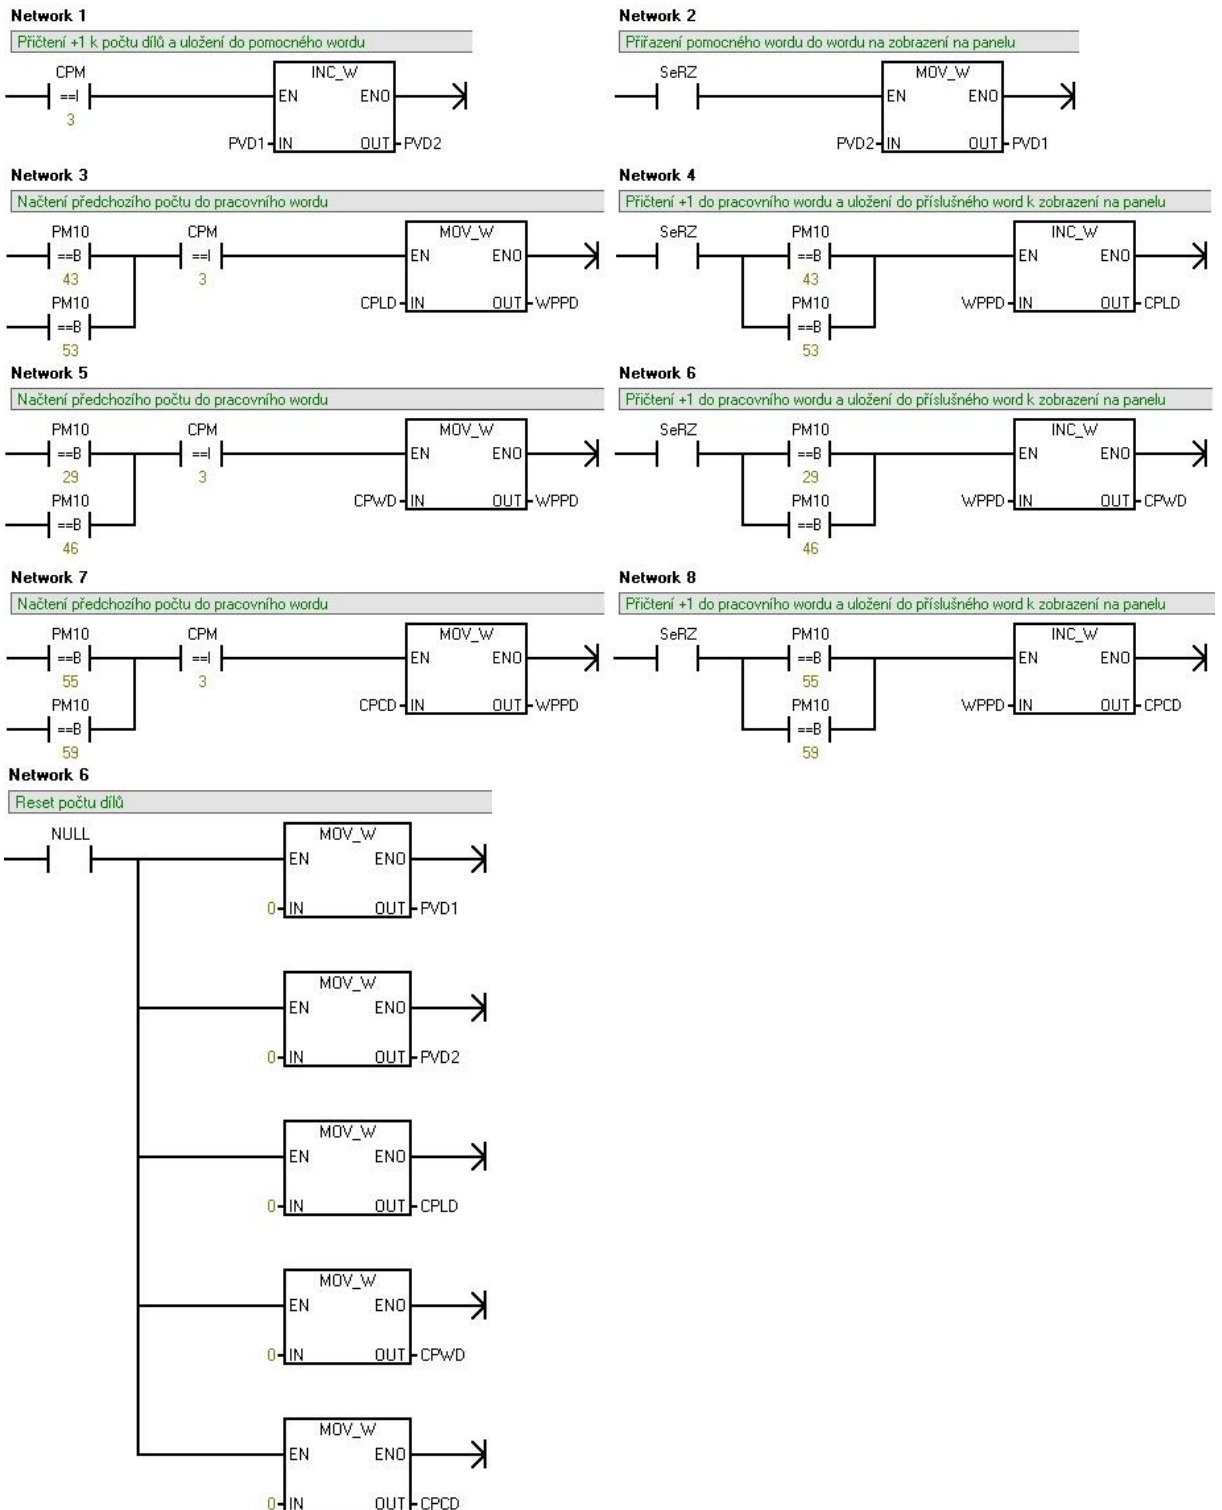 Network 1
Přičtení +1 k počtu dílů a uložení do pomocného wordu
CPM
==I
3
INC_W
EN ENO
PVD1 IN OUT PVD2
Network 2
Přiřazení pomocného wordu do wordu na zobrazení na panelu
SeRZ
MOV_W
EN ENO
PVD2 IN OUT PVD1
Network 3
Načtení předchozího počtu do pracovního wordu
PM10
==B
43
PM10
==B
53
CPM
==I
3
MOV_W
EN ENO
CPLD IN OUT WPPD
Network 4
Přičtení +1 do pracovního wordu a uložení do příslušného word k zobrazení na panelu
SeRZ
PM10
==B
43
PM10
==B
53
INC_W
EN ENO
WPPD IN OUT CPLD
Network 5
Načtení předchozího počtu do pracovního wordu
PM10
==B
29
PM10
==B
46
CPM
==I
3
MOV_W
EN ENO
CPWD IN OUT WPPD
Network 6
Přičtení +1 do pracovního wordu a uložení do příslušného word k zobrazení na panelu
SeRZ
PM10
==B
29
PM10
==B
46
INC_W
EN ENO
WPPD IN OUT CPWD
Network 7
Načtení předchozího počtu do pracovního wordu
PM10
==B
55
PM10
==B
59
CPM
==I
3
MOV_W
EN ENO
CPCD IN OUT WPPD
Network 8
Přičtení +1 do pracovního wordu a uložení do příslušného word k zobrazení na panelu
SeRZ
PM10
==B
55
PM10
==B
59
INC_W
EN ENO
WPPD IN OUT CPCD
Network 6
Reset počtu dílů
NULL
MOV_W
EN ENO
0 IN OUT PVD1
MOV_W
EN ENO
0 IN OUT PVD2
MOV_W
EN ENO
0 IN OUT CPLD
MOV_W
EN ENO
0 IN OUT CPWD
MOV_W
EN ENO
0 IN OUT CPCD